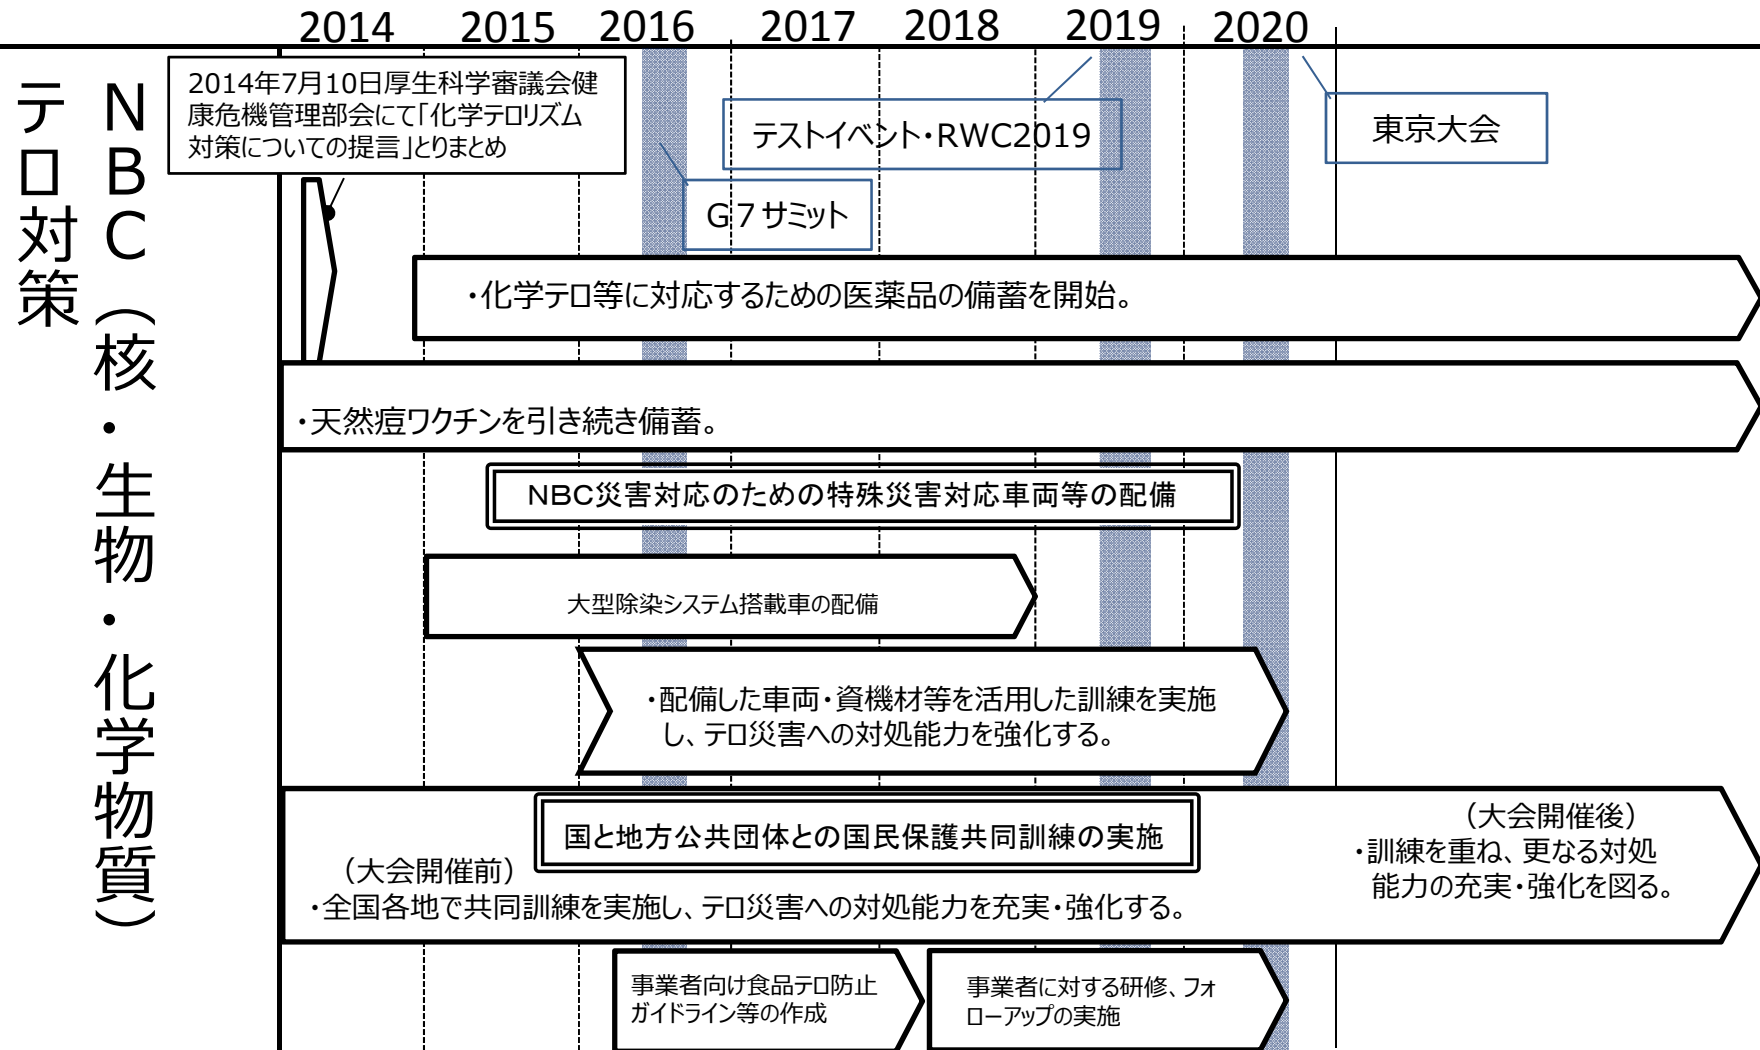 2014 2015 2016 2017 2018 2019 2020
NBC(核・生物・化学物質)
テロ対策
2014年7月10日厚生科学審議会健
康危機管理部会にて「化学テロリズム
対策についての提言」とりまとめ
テストイベント・RWC2019
東京大会
G7サミット
・化学テロ等に対応するための医薬品の備蓄を開始。
・天然痘ワクチンを引き続き備蓄。
NBC災害対応のための特殊災害対応車両等の配備
大型除染システム搭載車の配備
・配備した車両・資機材等を活用した訓練を実施
し、テロ災害への対処能力を強化する。
国と地方公共団体との国民保護共同訓練の実施
(大会開催前)
・全国各地で共同訓練を実施し、テロ災害への対処能力を充実・強化する。
(大会開催後)
・訓練を重ね、更なる対処
能力の充実・強化を図る。
事業者向け食品テロ防止
ガイドライン等の作成
事業者に対する研修、フォ
ローアップの実施